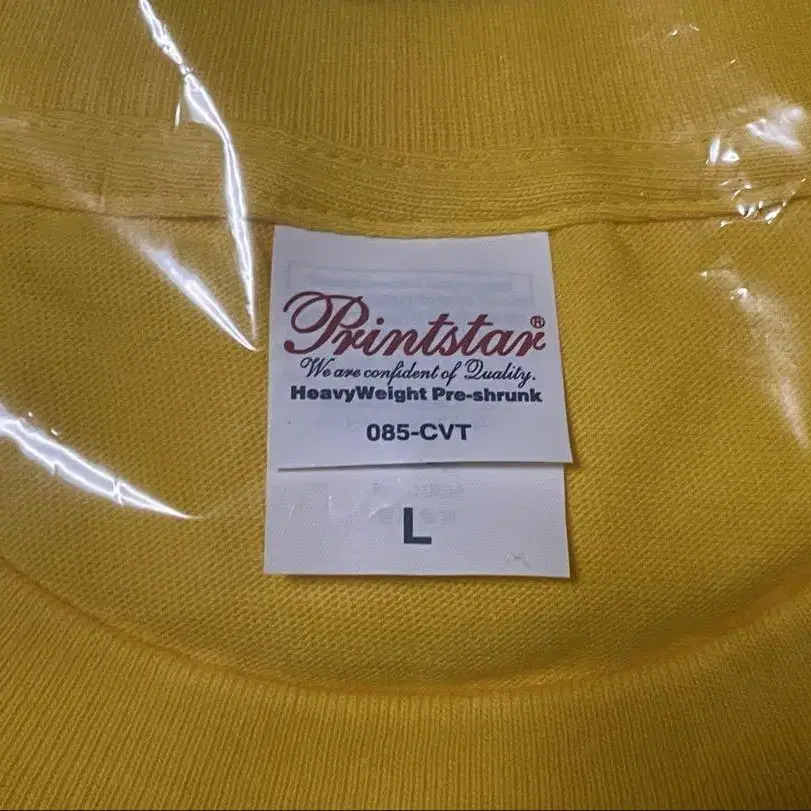 Printstar®
We are confident of Quality.
HeavyWeight Pre-shrunk
085-CVT
L